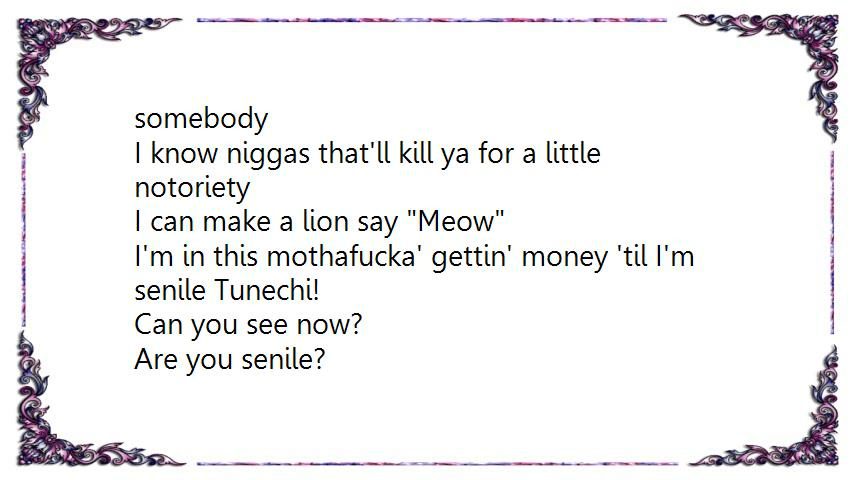 somebody
I know niggas that'll kill ya for a little
notoriety
I can make a lion say "Meow"
I'm in this mothafucka' gettin' money 'til I'm
senile Tunechi!
Can you see now?
Are you senile?